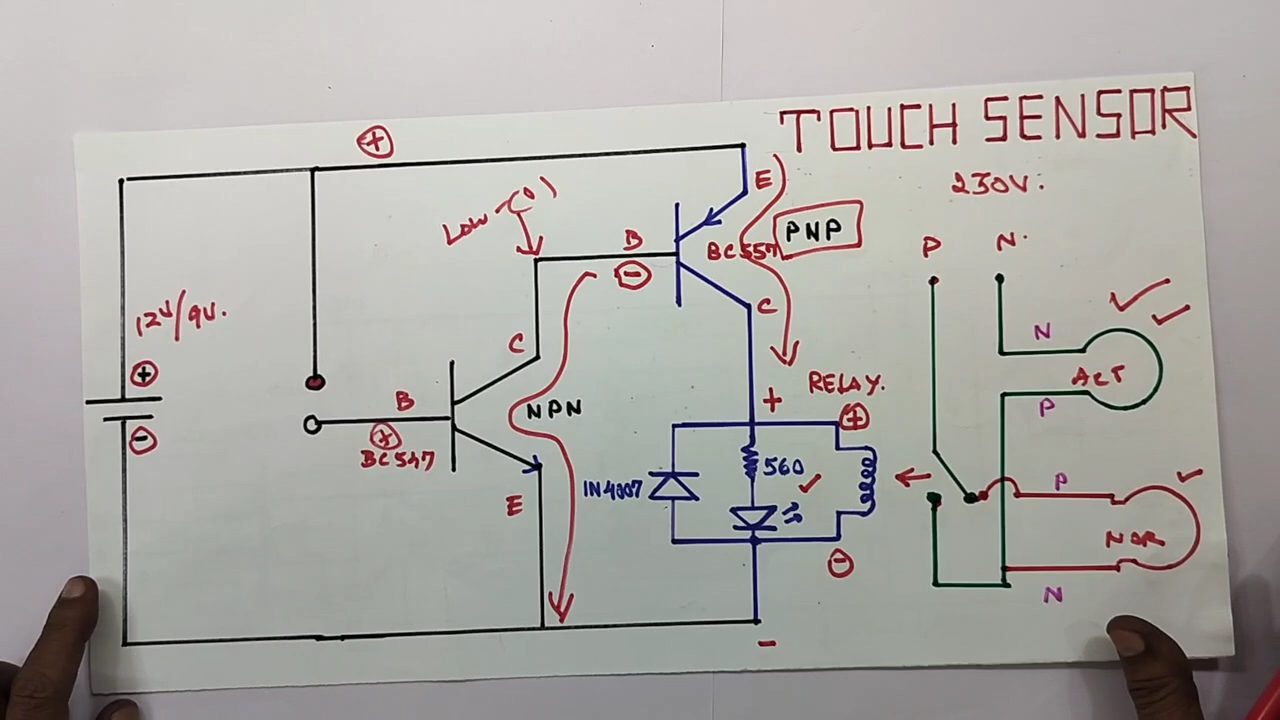 TOUCH SENSOR
230V.
+
E
Low-(0)
PNP
B
-
BC557
P
N.
C
12V/9V.
+
-
N
ACT
P
C
RELAY.
+
+
B
NPN
+
BC547
560
IN4007
E
P
NOR
N
-
-